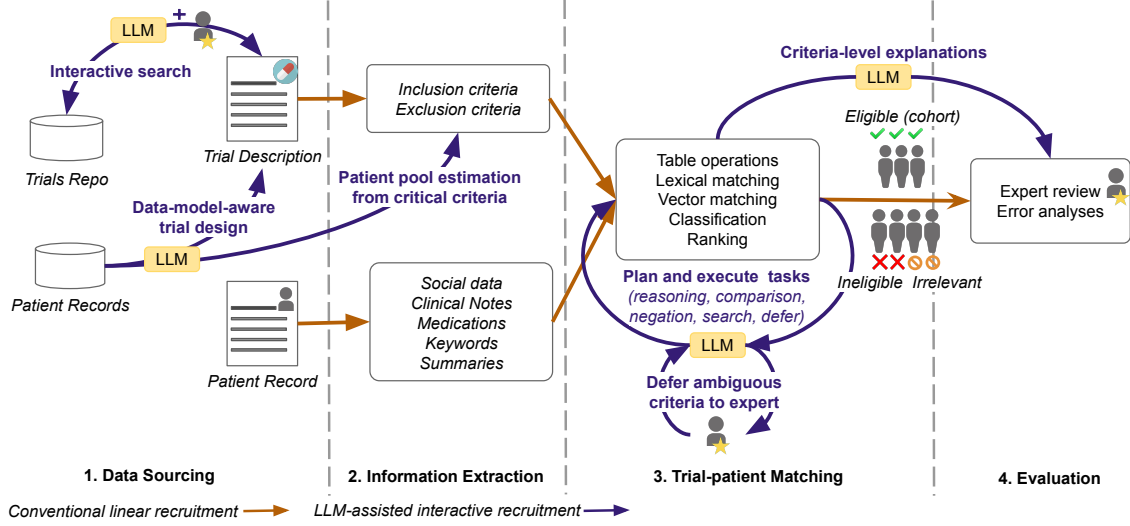 LLM
+
Interactive search
Trials Repo
Trial Description
Data-model-aware
trial design
LLM
Patient Records
Patient Record
Inclusion criteria
Exclusion criteria
Patient pool estimation
from critical criteria
Social data
Clinical Notes
Medications
Keywords
Summaries
Criteria-level explanations
LLM
Table operations
Lexical matching
Vector matching
Classification
Ranking
Eligible (cohort)
Ineligible
Irrelevant
Plan and execute tasks
(reasoning, comparison,
negation, search, defer)
LLM
Defer ambiguous
criteria to expert
Expert review
Error analyses
1. Data Sourcing
2. Information Extraction
3. Trial-patient Matching
4. Evaluation
Conventional linear recruitment
LLM-assisted interactive recruitment